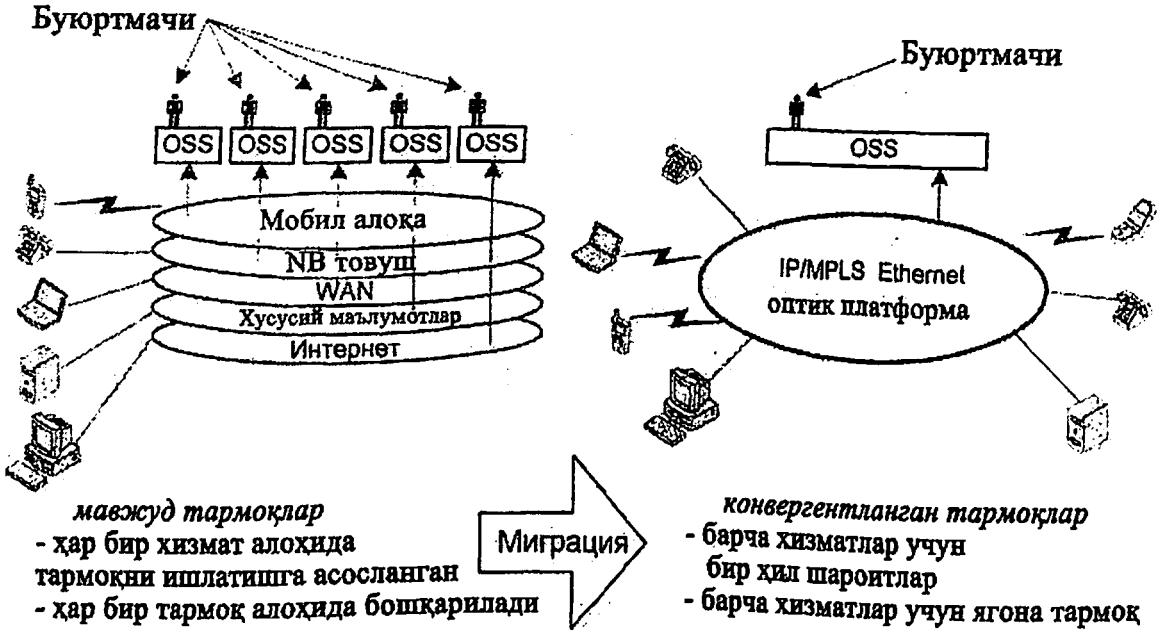 Буюртмачи
OSS OSS OSS OSS OSS
Мобил алоқа
NB товуш
WAN
Хусусий маълумотлар
Интернет
мавжуд тармоқлар
- ҳар бир хизмат алоҳида
тармоқни ишлатишга асосланган
- ҳар бир тармоқ алоҳида бошқарилади
Миграция
Буюртмачи
OSS
IP/MPLS Ethernet
оптик платформа
конвергентланган тармоқлар
- барча хизматлар учун
бир ҳил шароитлар
- барча хизматлар учун ягона тармоқ